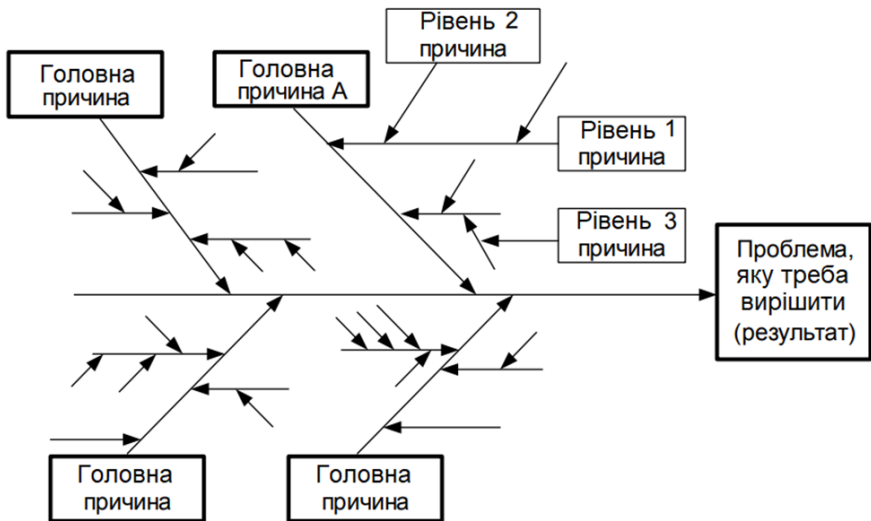 Рівень 2
причина
Головна
причина
Головна
причина А
Рівень 1
причина
Рівень 3
причина
Проблема,
яку треба
вирішити
(результат)
Головна
причина
Головна
причина